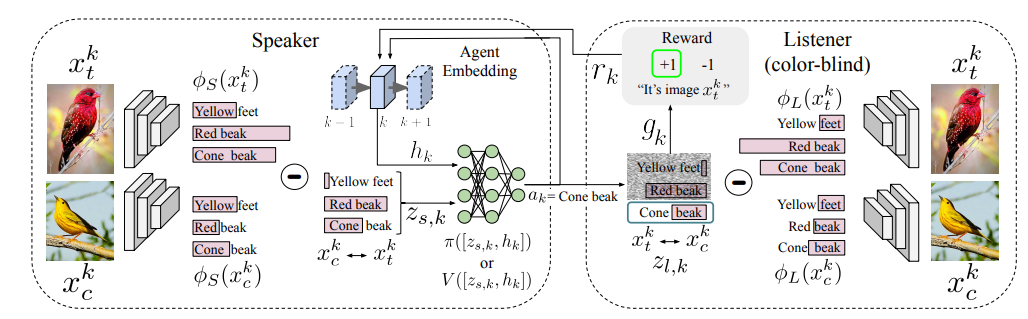 Speaker
x_t^k
ϕ_S(x_t^k)
Yellow feet
Red beak
Cone beak
Yellow feet
Red beak
Cone beak
ϕ_S(x_c^k)
x_c^k
Agent
Embedding
k − 1
k
k + 1
h_k
Yellow feet
Red beak
Cone beak
x_c^k ↔ x_t^k
z_{s,k}
π([z_{s,k}, h_k])
or
V([z_{s,k}, h_k])
a_k = Cone beak
r_k
Reward
+1 -1
“It’s image x_t^k”
g_k
Yellow feet
Red beak
Cone beak
x_t^k ↔ x_c^k
z_{l,k}
Listener
(color-blind)
x_t^k
ϕ_L(x_t^k)
Yellow feet
Red beak
Cone beak
Yellow feet
Red beak
Cone beak
ϕ_L(x_c^k)
x_c^k